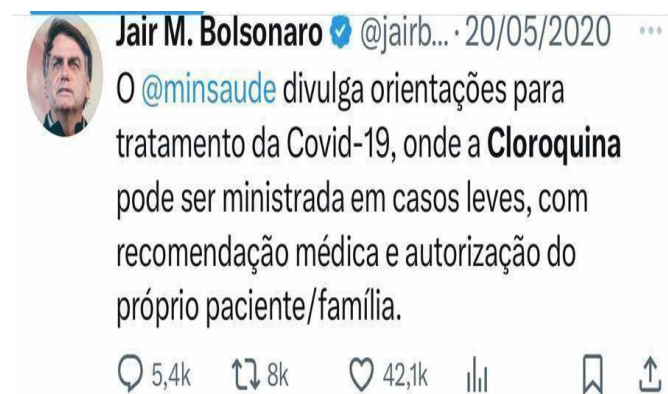 Jair M. Bolsonaro @jairb... · 20/05/2020 ...
O @minsaude divulga orientações para
tratamento da Covid-19, onde a Cloroquina
pode ser ministrada em casos leves, com
recomendação médica e autorização do
próprio paciente/família.
5,4k 8k 42,1k